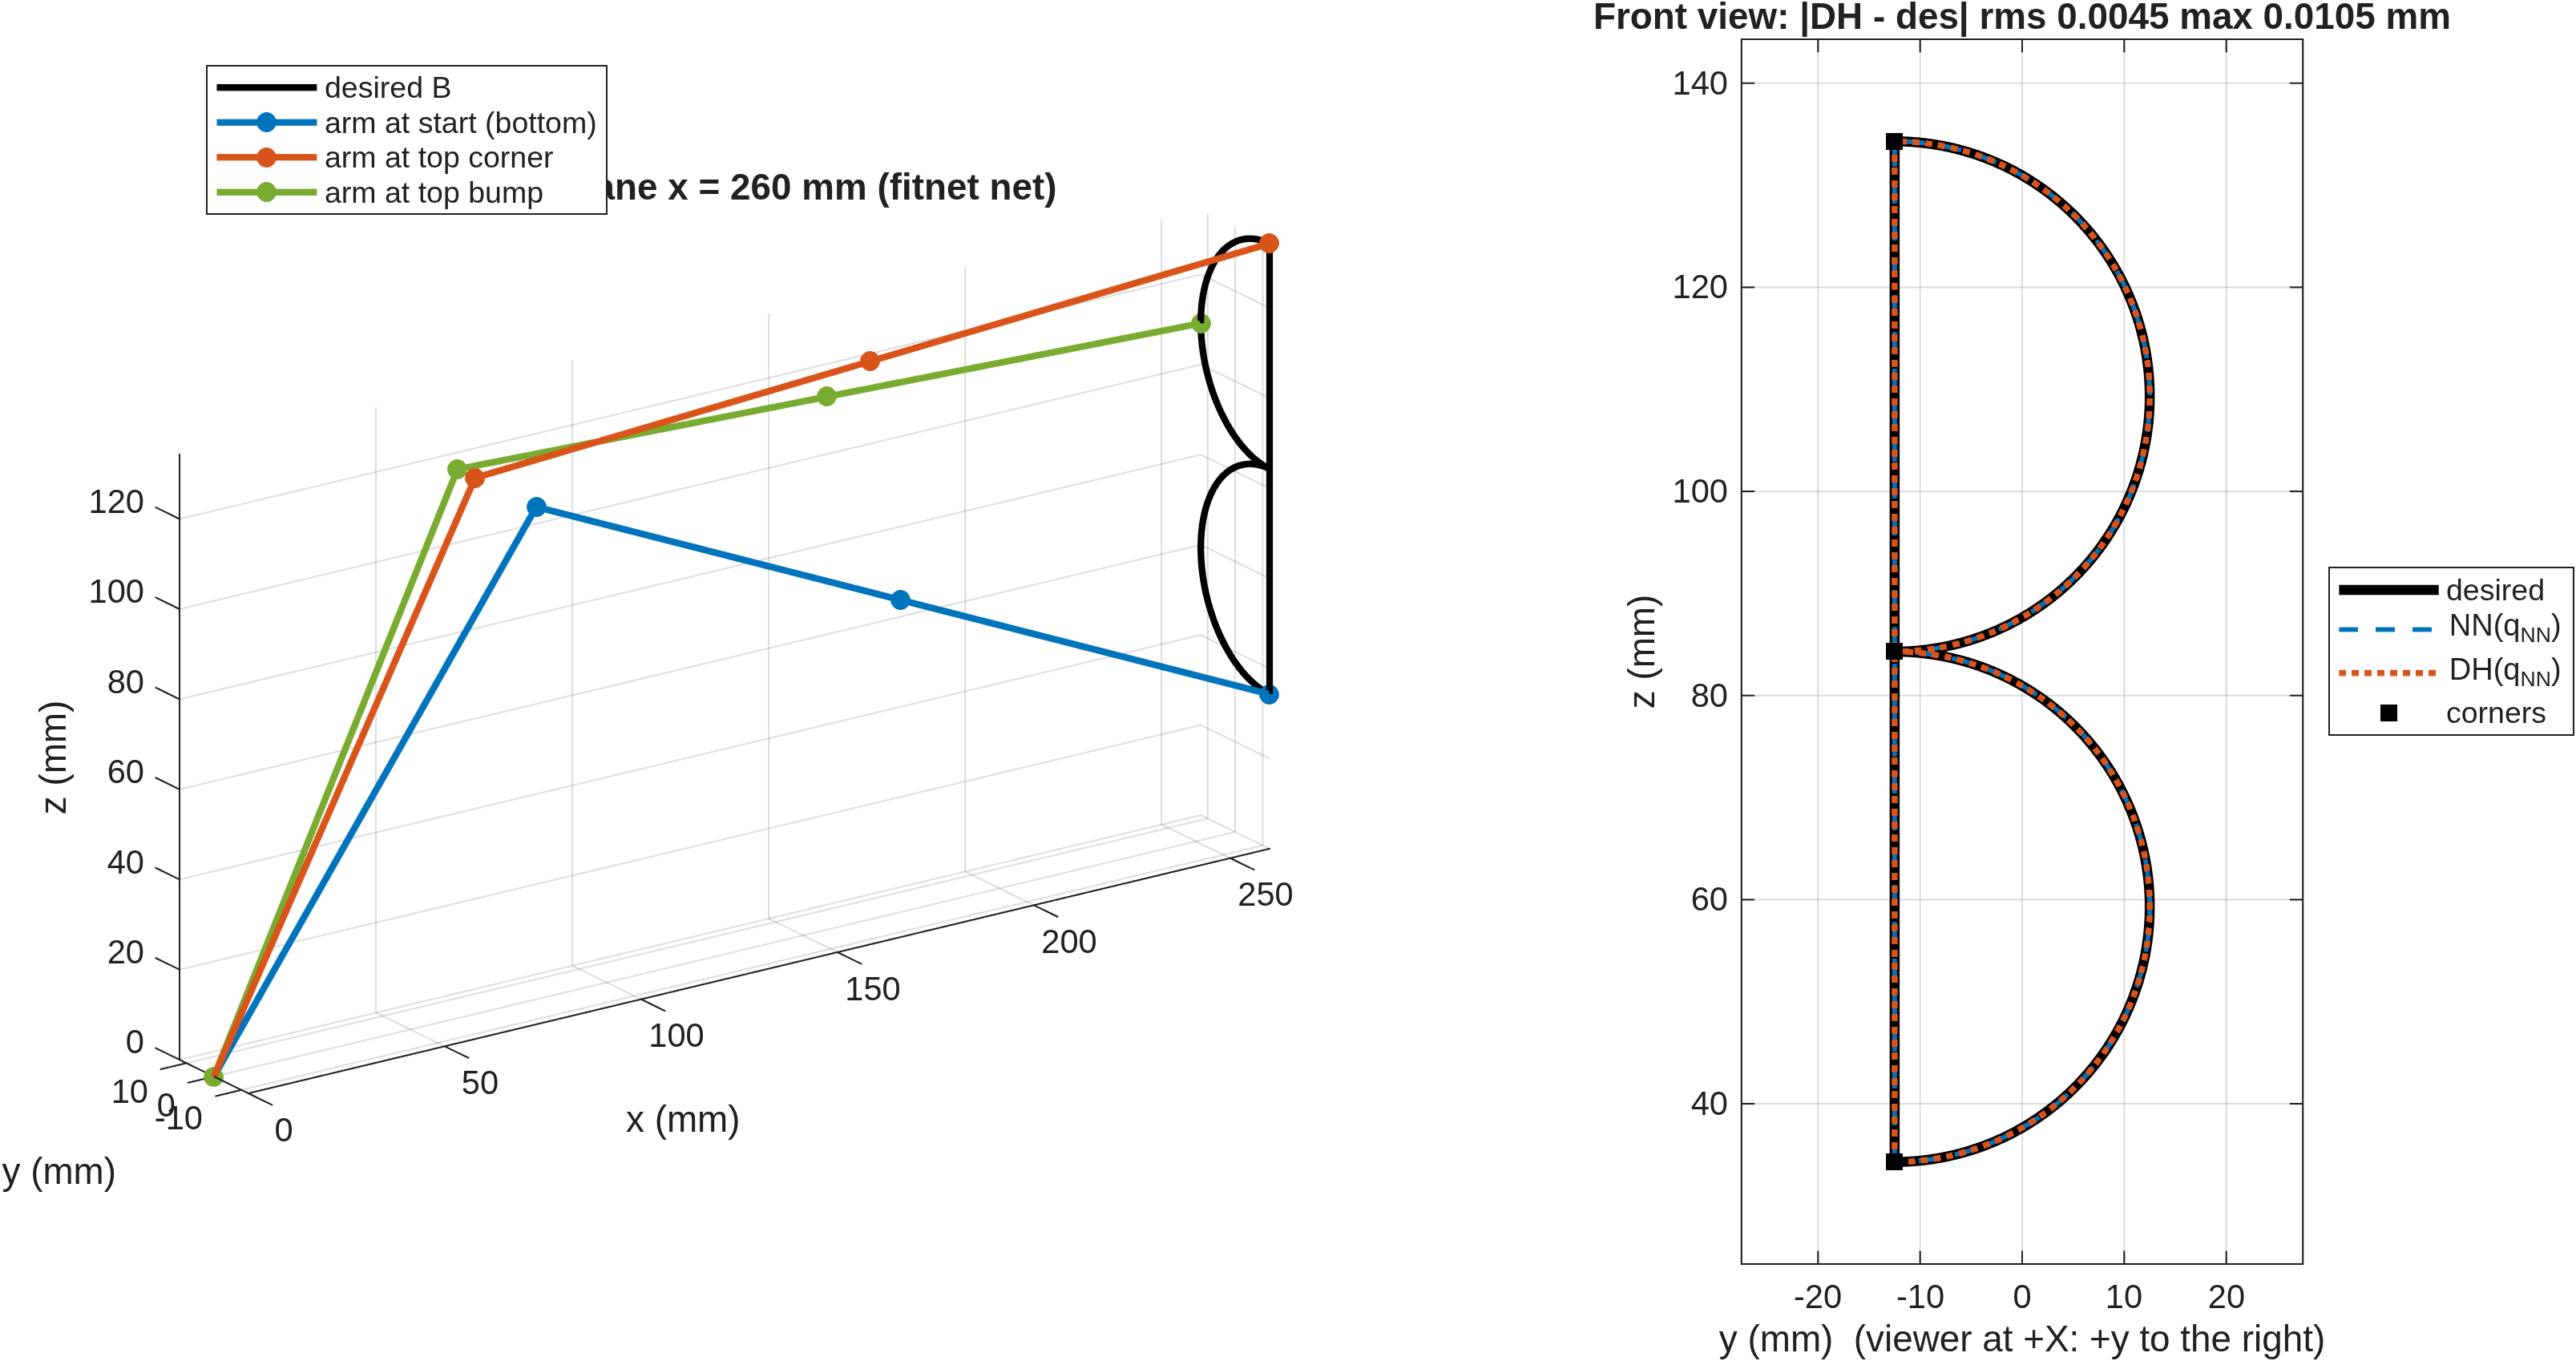 desired B
arm at start (bottom)
arm at top corner
arm at top bump
ane x = 260 mm (fitnet net)
120
100
80
60
40
20
0
z (mm)
10
0
-10
y (mm)
0
50
100
150
200
250
x (mm)
Front view: |DH - des| rms 0.0045 max 0.0105 mm
140
120
100
80
60
40
z (mm)
-20 -10 0 10 20
y (mm) (viewer at +X: +y to the right)
desired
NN(qNN)
DH(qNN)
corners